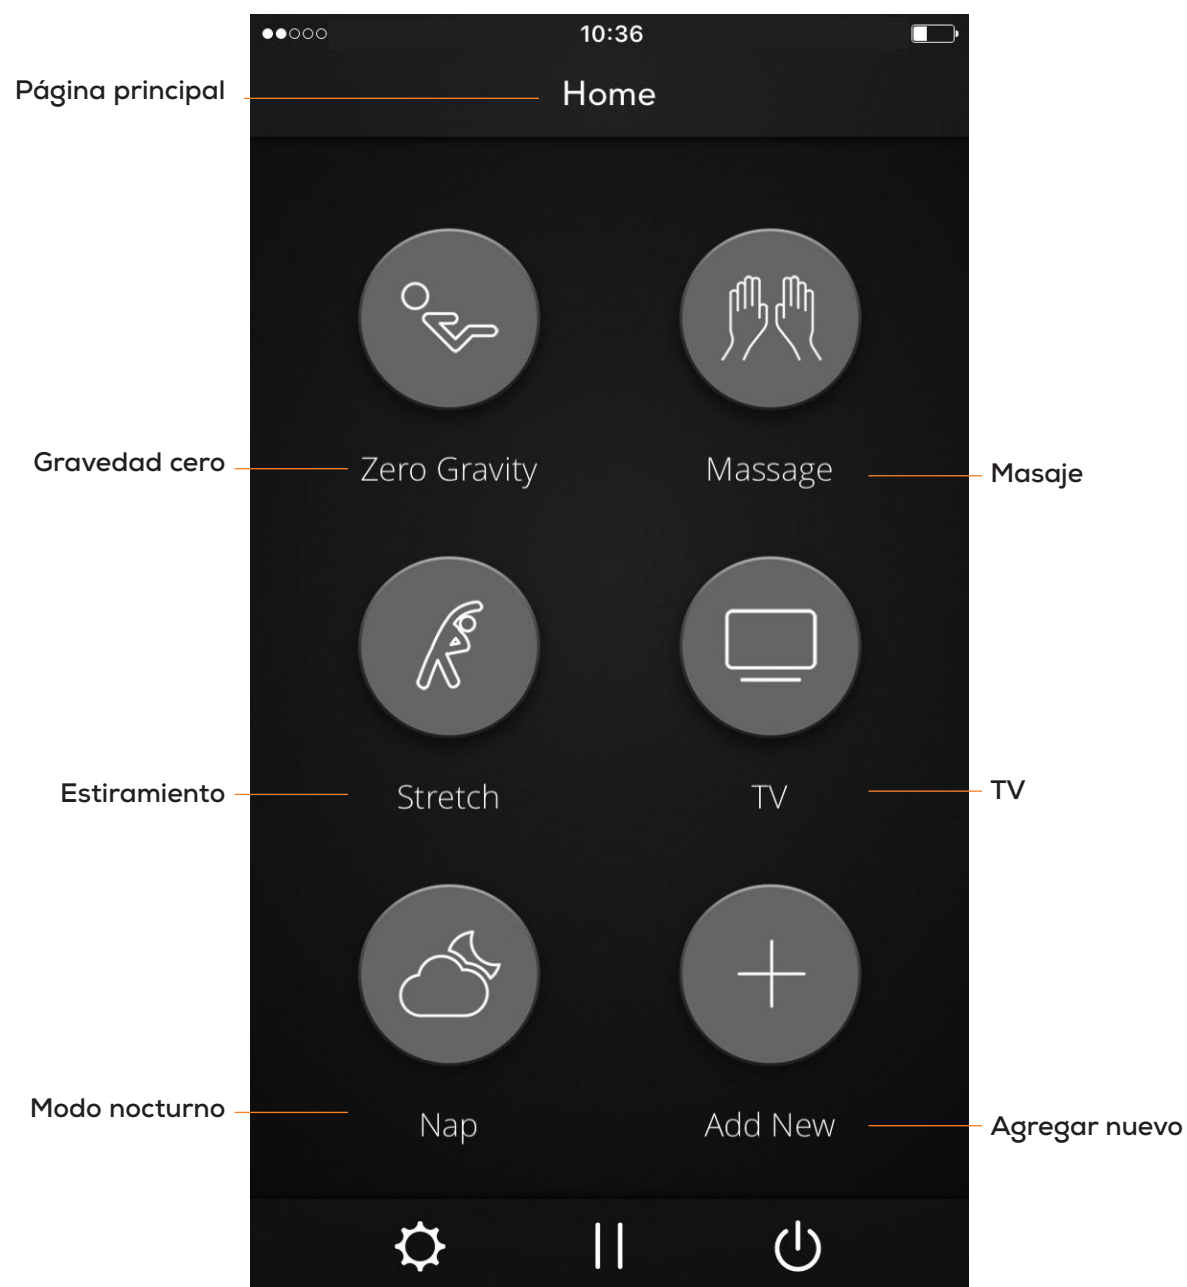 10:36
Página principal
Home
Gravedad cero
Zero Gravity
Massage
Masaje
Estiramiento
Stretch
TV
TV
Modo nocturno
Nap
Add New
Agregar nuevo